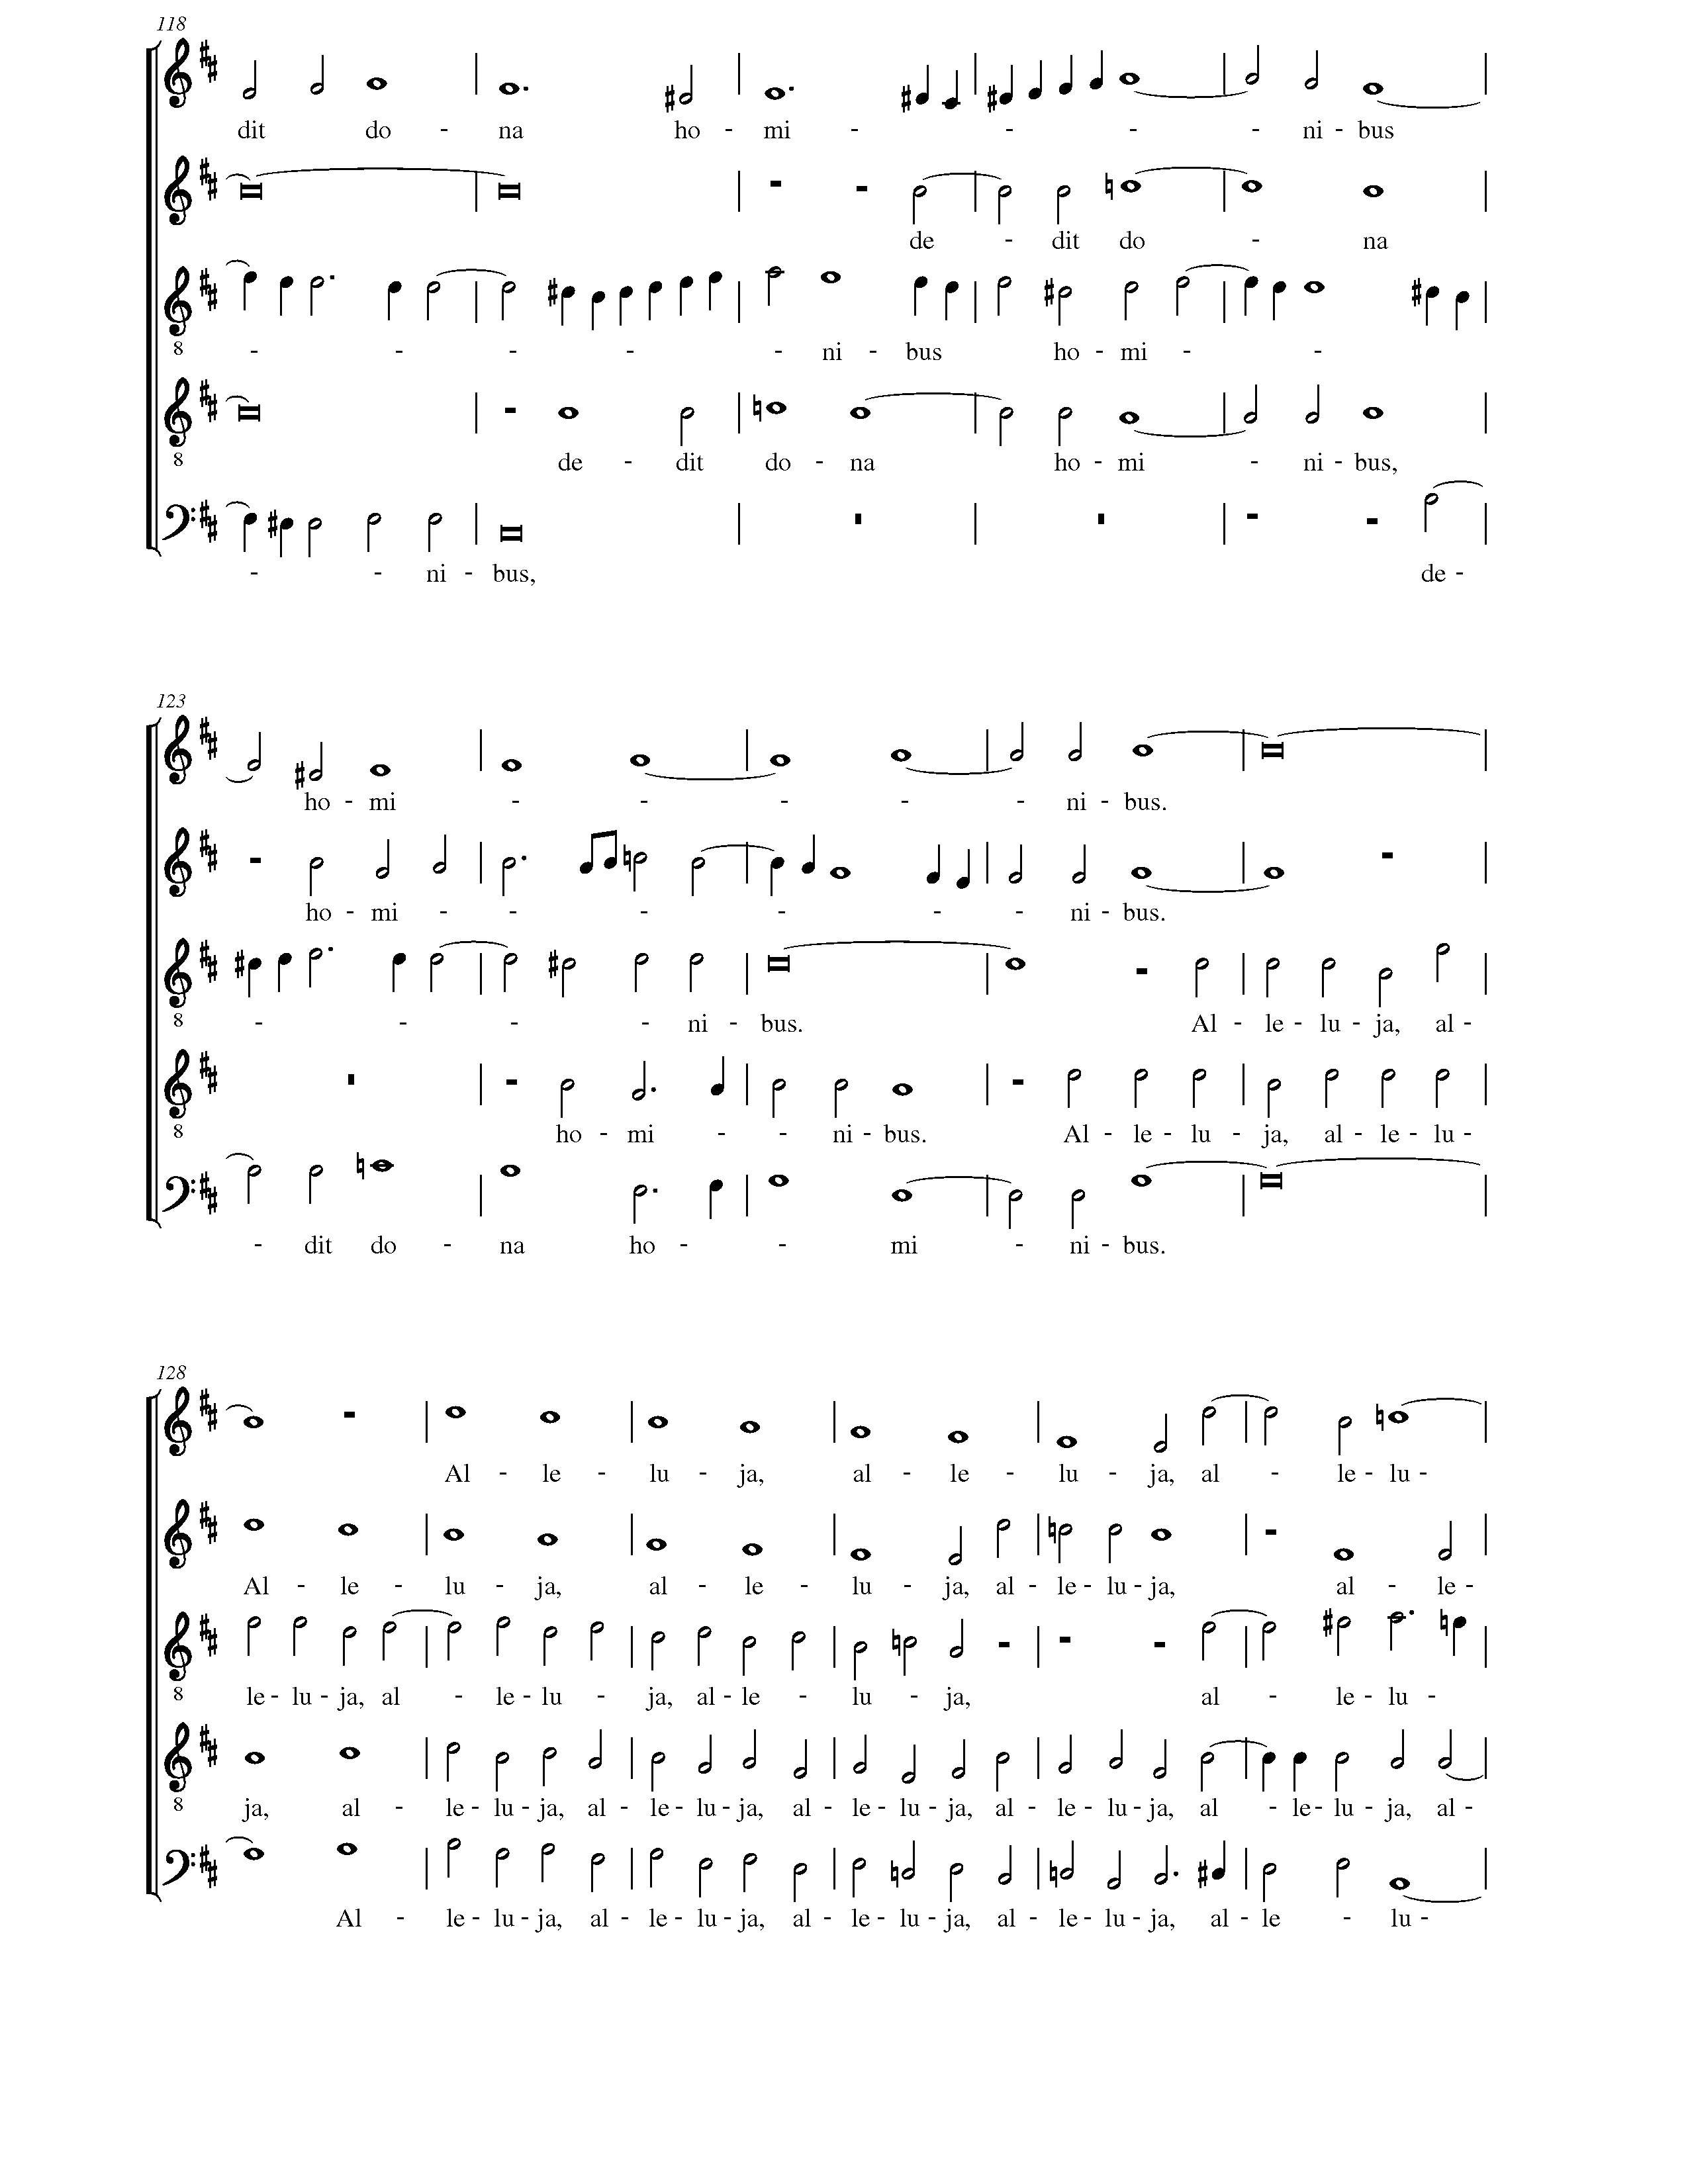 118
dit do - na ho - mi - - - - ni - bus
de - dit do - na
8 - - - - - ni - bus ho - mi - -
8 de - dit do - na ho - mi - ni - bus,
- - ni - bus, de -
123
ho - mi - - - - - ni - bus.
ho - mi - - - - - - ni - bus.
8 - - - - ni - bus. Al - le - lu - ja, al -
8 ho - mi - - ni - bus. Al - le - lu - ja, al - le - lu -
- dit do - na ho - - mi - ni - bus.
128
Al - le - lu - ja, al - le - lu - ja, al - le - lu -
Al - le - lu - ja, al - le - lu - ja, al - le - lu - ja, al - le -
8 le - lu - ja, al - le - lu - ja, al - le - lu - ja, al - le - lu -
8 ja, al - le - lu - ja, al - le - lu - ja, al - le - lu - ja, al - le - lu - ja, al - le - lu - ja, al -
Al - le - lu - ja, al - le - lu - ja, al - le - lu - ja, al - le - lu - ja, al - le - lu -